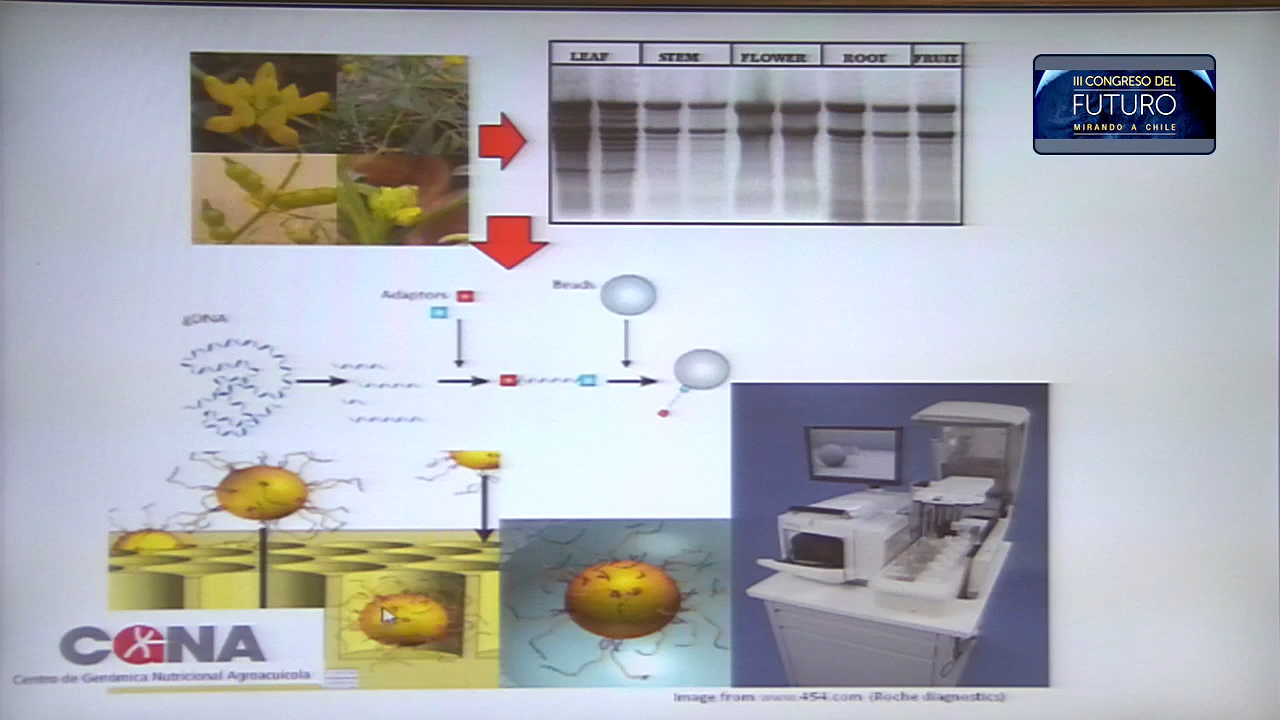 LEAF STEM FLOWER ROOT FRUIT
III CONGRESO DEL
FUTURO
MIRANDO A CHILE
Adaptors
Beads
gDNA
CGNA
Centro de Genómica Nutricional Agroacuícola
Image from www.454.com (Roche diagnostics)